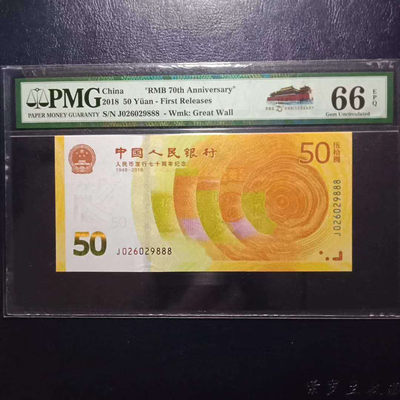 PMG
PAPER MONEY GUARANTY
China "RMB 70th Anniversary"
2018 50 Yüan - First Releases
S/N J026029888 - Wmk: Great Wall
66 EPQ
Gem Uncirculated
中国人民银行
人民币发行七十周年纪念
1948-2018
50
伍拾圆
50
J026029888
J026029888